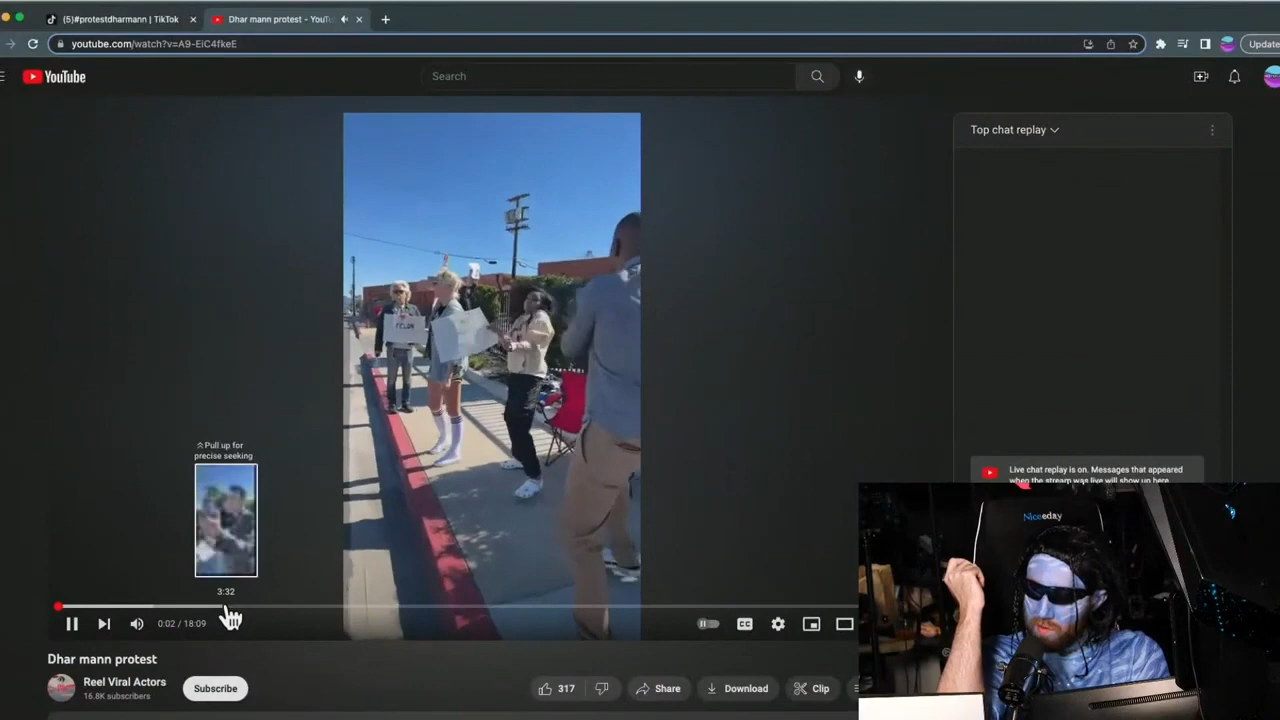 (5)#protestdharmann | TikTok
Dhar mann protest - YouTu
youtube.com/watch?v=A9-EiC4fkeE
Update
YouTube
Search
Top chat replay
Pull up for
precise seeking
3:32
0:02 / 18:09
CC
Live chat replay is on. Messages that appeared
when the stream was live will show up here.
Niceday
Dhar mann protest
Reel Viral Actors
16.8K subscribers
Subscribe
317
Share
Download
Clip